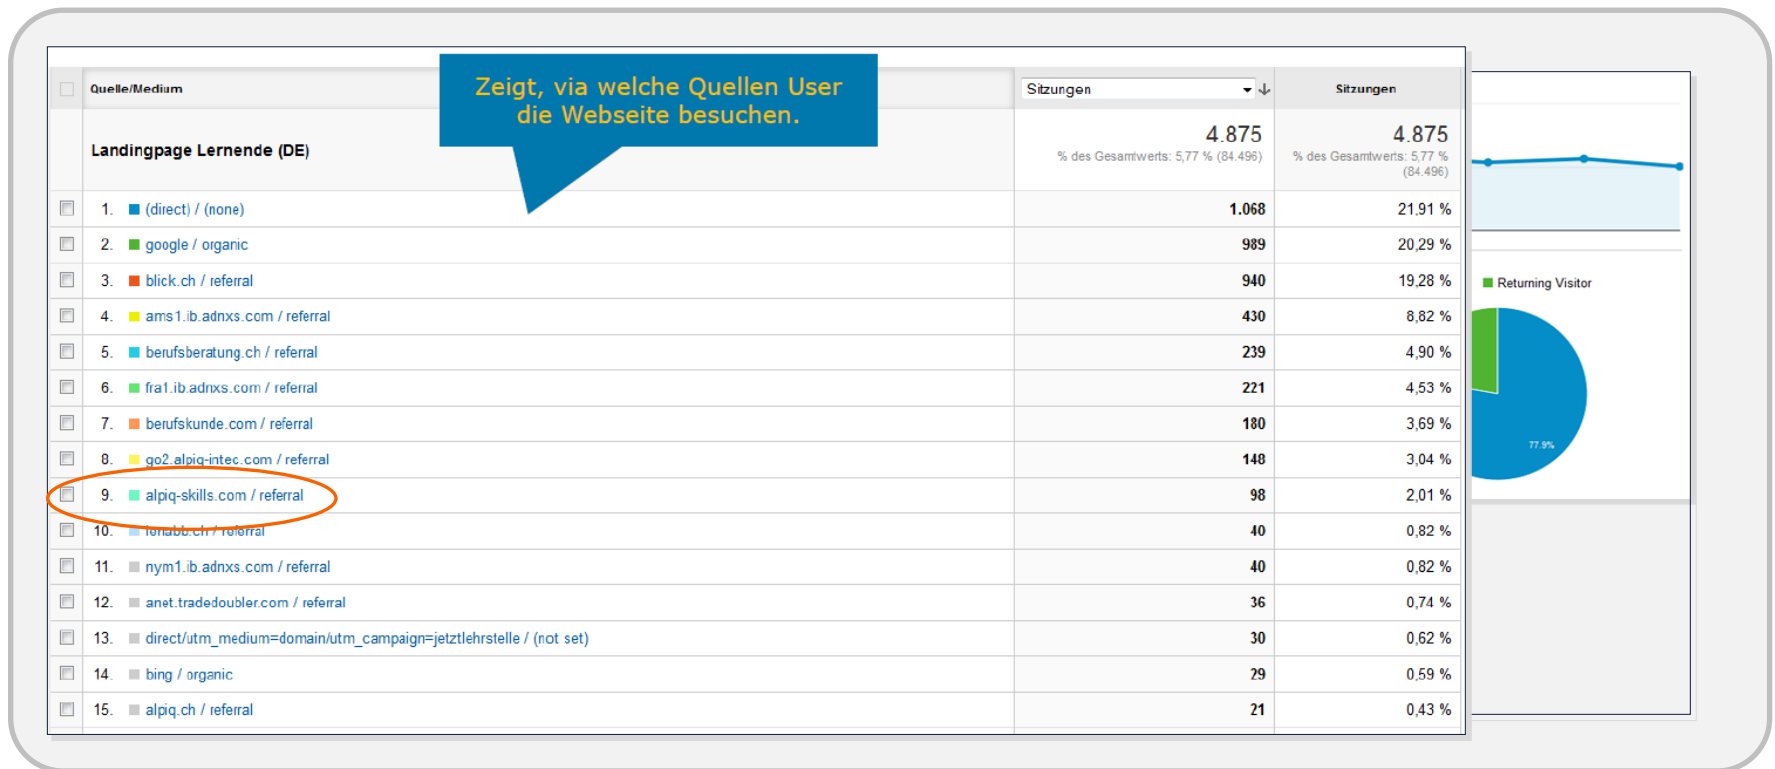 Zeigt, via welche Quellen User
die Webseite besuchen.
Quelle/Medium
Sitzungen
Sitzungen
Landingpage Lernende (DE)
4.875
% des Gesamtwerts: 5,77 % (84.496)
4.875
% des Gesamtwerts: 5,77 %
(84.496)
1. (direct) / (none) 1.068 21,91 %
2. google / organic 989 20,29 %
3. blick.ch / referral 940 19,28 %
4. ams1.ib.adnxs.com / referral 430 8,82 %
5. berufsberatung.ch / referral 239 4,90 %
6. fra1.ib.adnxs.com / referral 221 4,53 %
7. berufskunde.com / referral 180 3,69 %
8. go2.alpiq-intec.com / referral 148 3,04 %
9. alpiq-skills.com / referral 98 2,01 %
10. / referral 40 0,82 %
11. nym1.ib.adnxs.com / referral 40 0,82 %
12. anet.tradedoubler.com / referral 36 0,74 %
13. direct/utm_medium=domain/utm_campaign=jetztlehrstelle / (not set) 30 0,62 %
14. bing / organic 29 0,59 %
15. alpiq.ch / referral 21 0,43 %
Returning Visitor
77.9%